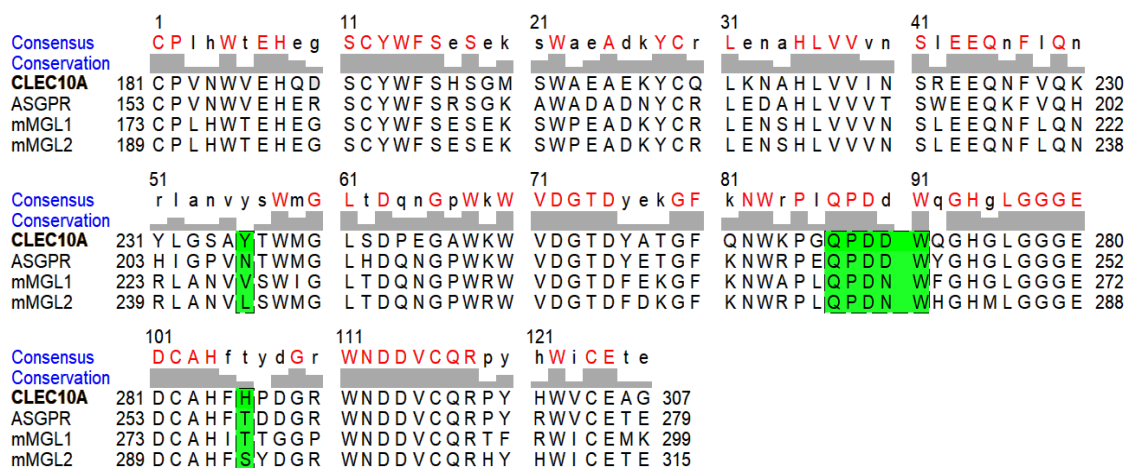 1 11 21 31 41
Consensus C P l h W t E H e g S C Y W F S e S e k s W a e A d k Y C r L e n a H L V V v n S l E E Q n F l Q n
Conservation
CLEC10A 181 C P V N W V E H Q D S C Y W F S H S G M S W A E A E K Y C Q L K N A H L V V I N S R E E Q N F V Q K 230
ASGPR 153 C P V N W V E H E R S C Y W F S R S G K A W A D A D N Y C R L E D A H L V V V T S W E E Q K F V Q H 202
mMGL1 173 C P L H W T E H E G S C Y W F S E S E K S W P E A D K Y C R L E N S H L V V V N S L E E Q N F L Q N 222
mMGL2 189 C P L H W T E H E G S C Y W F S E S E K S W P E A D K Y C R L E N S H L V V V N S L E E Q N F L Q N 238
51 61 71 81 91
Consensus r l a n v y s W m G L t D q n G p W k W V D G T D y e k G F k N W r P l Q P D d W q G H g L G G G E
Conservation
CLEC10A 231 Y L G S A Y T W M G L S D P E G A W K W V D G T D Y A T G F Q N W K P G Q P D D W Q G H G L G G G E 280
ASGPR 203 H I G P V N T W M G L H D Q N G P W K W V D G T D Y E T G F K N W R P E Q P D D W Y G H G L G G G E 252
mMGL1 223 R L A N V V S W I G L T D Q N G P W R W V D G T D F E K G F K N W A P L Q P D N W F G H G L G G G E 272
mMGL2 239 R L A N V L S W M G L T D Q N G P W R W V D G T D F D K G F K N W R P L Q P D N W H G H M L G G G E 288
101 111 121
Consensus D C A H f t y d G r W N D D V C Q R p y h W i C E t e
Conservation
CLEC10A 281 D C A H F H P D G R W N D D V C Q R P Y H W V C E A G 307
ASGPR 253 D C A H F T D D G R W N D D V C Q R P Y R W V C E T E 279
mMGL1 273 D C A H I T T G G P W N D D V C Q R T F R W I C E M K 299
mMGL2 289 D C A H F S Y D G R W N D D V C Q R H Y H W I C E T E 315